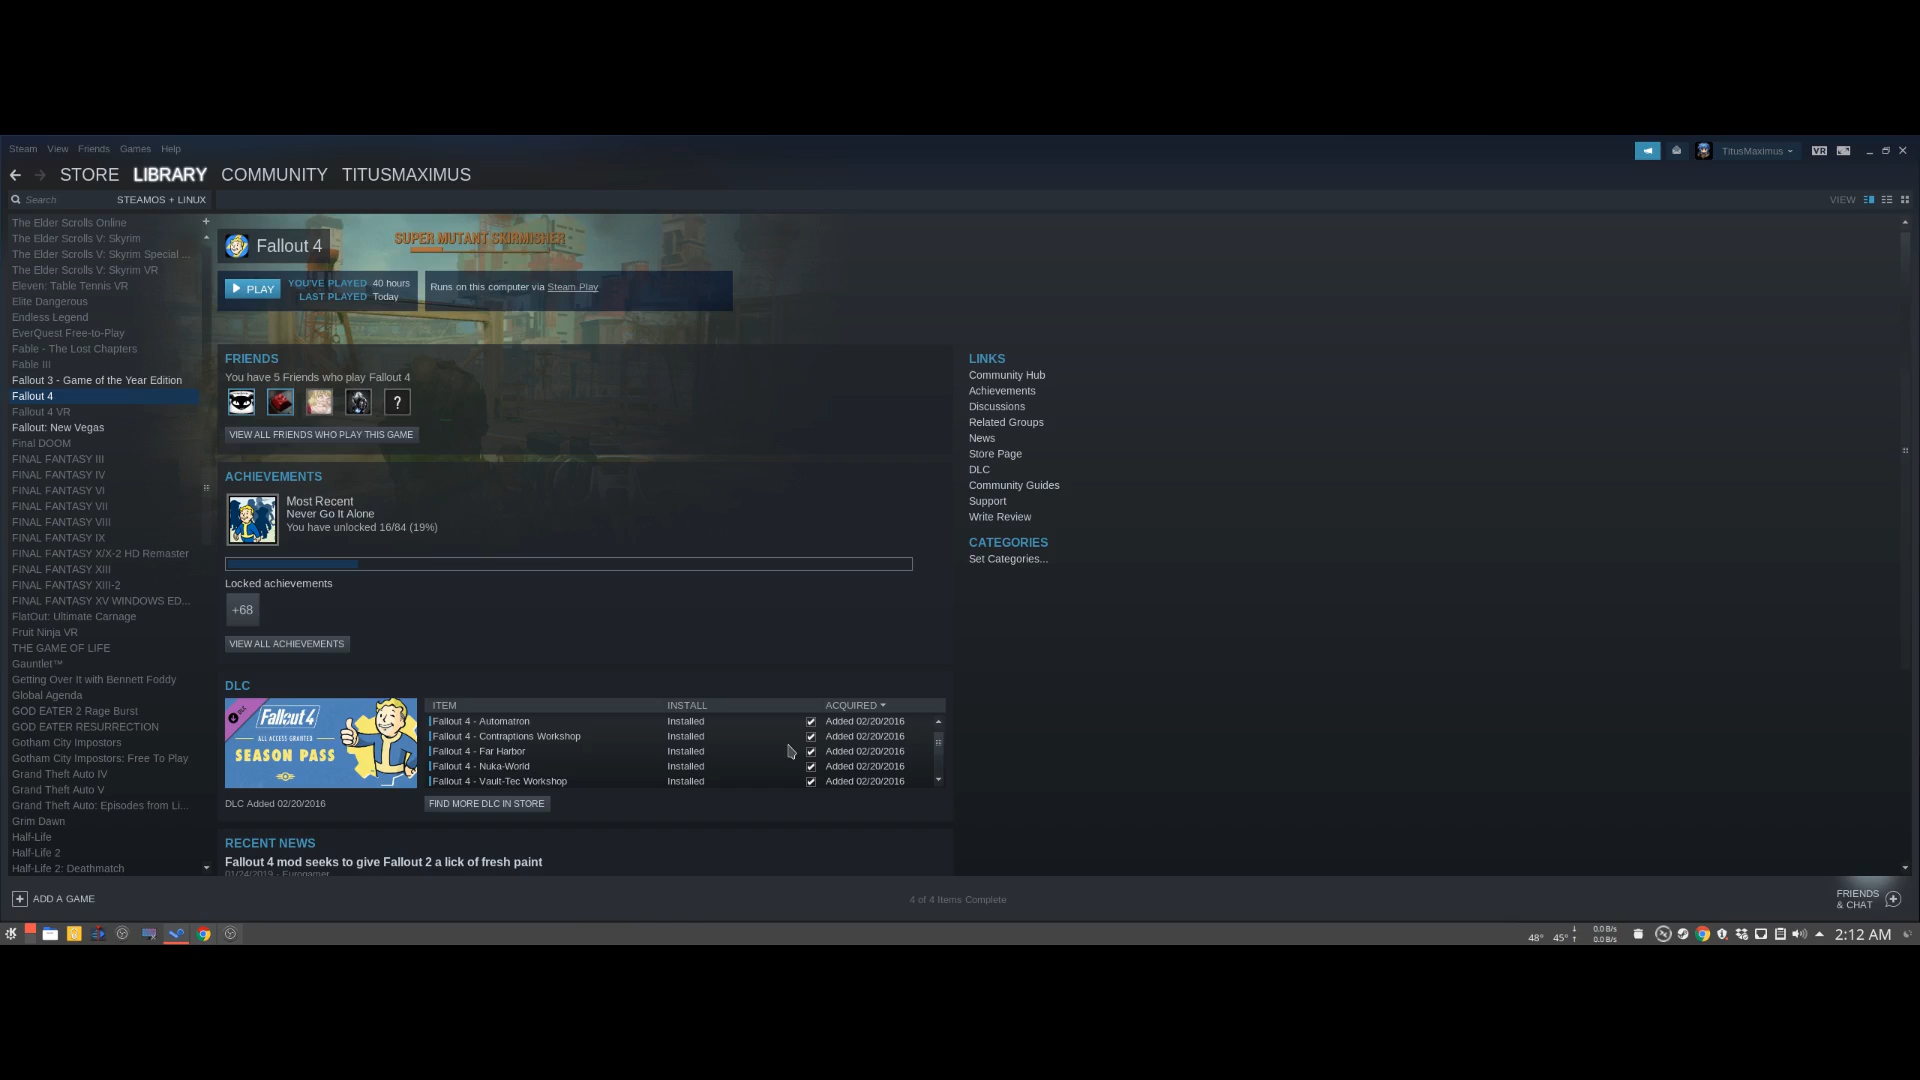 Steam View Friends Games Help
TitusMaximus
VR
STORE LIBRARY COMMUNITY TITUSMAXIMUS
Search STEAMOS + LINUX
VIEW
The Elder Scrolls Online
The Elder Scrolls V: Skyrim
The Elder Scrolls V: Skyrim Special ...
The Elder Scrolls V: Skyrim VR
Eleven: Table Tennis VR
Elite Dangerous
Endless Legend
EverQuest Free-to-Play
Fable - The Lost Chapters
Fable III
Fallout 3 - Game of the Year Edition
Fallout 4
Fallout 4 VR
Fallout: New Vegas
Final DOOM
FINAL FANTASY III
FINAL FANTASY IV
FINAL FANTASY VI
FINAL FANTASY VII
FINAL FANTASY VIII
FINAL FANTASY IX
FINAL FANTASY X/X-2 HD Remaster
FINAL FANTASY XIII
FINAL FANTASY XIII-2
FINAL FANTASY XV WINDOWS ED...
FlatOut: Ultimate Carnage
Fruit Ninja VR
THE GAME OF LIFE
Gauntlet™
Getting Over It with Bennett Foddy
Global Agenda
GOD EATER 2 Rage Burst
GOD EATER RESURRECTION
Gotham City Impostors
Gotham City Impostors: Free To Play
Grand Theft Auto IV
Grand Theft Auto V
Grand Theft Auto: Episodes from Li...
Grim Dawn
Half-Life
Half-Life 2
Half-Life 2: Deathmatch
Fallout 4
SUPER MUTANT SKIRMISHER
PLAY
YOU'VE PLAYED 40 hours
LAST PLAYED Today
Runs on this computer via Steam Play
FRIENDS
You have 5 Friends who play Fallout 4
?
VIEW ALL FRIENDS WHO PLAY THIS GAME
ACHIEVEMENTS
Most Recent
Never Go It Alone
You have unlocked 16/84 (19%)
Locked achievements
+68
VIEW ALL ACHIEVEMENTS
DLC
DLC
Fallout 4
ALL ACCESS GRANTED
SEASON PASS
DLC Added 02/20/2016
ITEM INSTALL ACQUIRED
Fallout 4 - Automatron Installed Added 02/20/2016
Fallout 4 - Contraptions Workshop Installed Added 02/20/2016
Fallout 4 - Far Harbor Installed Added 02/20/2016
Fallout 4 - Nuka-World Installed Added 02/20/2016
Fallout 4 - Vault-Tec Workshop Installed Added 02/20/2016
FIND MORE DLC IN STORE
RECENT NEWS
Fallout 4 mod seeks to give Fallout 2 a lick of fresh paint
01/24/2019 - Eurogamer
LINKS
Community Hub
Achievements
Discussions
Related Groups
News
Store Page
DLC
Community Guides
Support
Write Review
CATEGORIES
Set Categories...
ADD A GAME
4 of 4 Items Complete
FRIENDS
& CHAT
48° 45°
0.0 B/s
0.0 B/s
2:12 AM